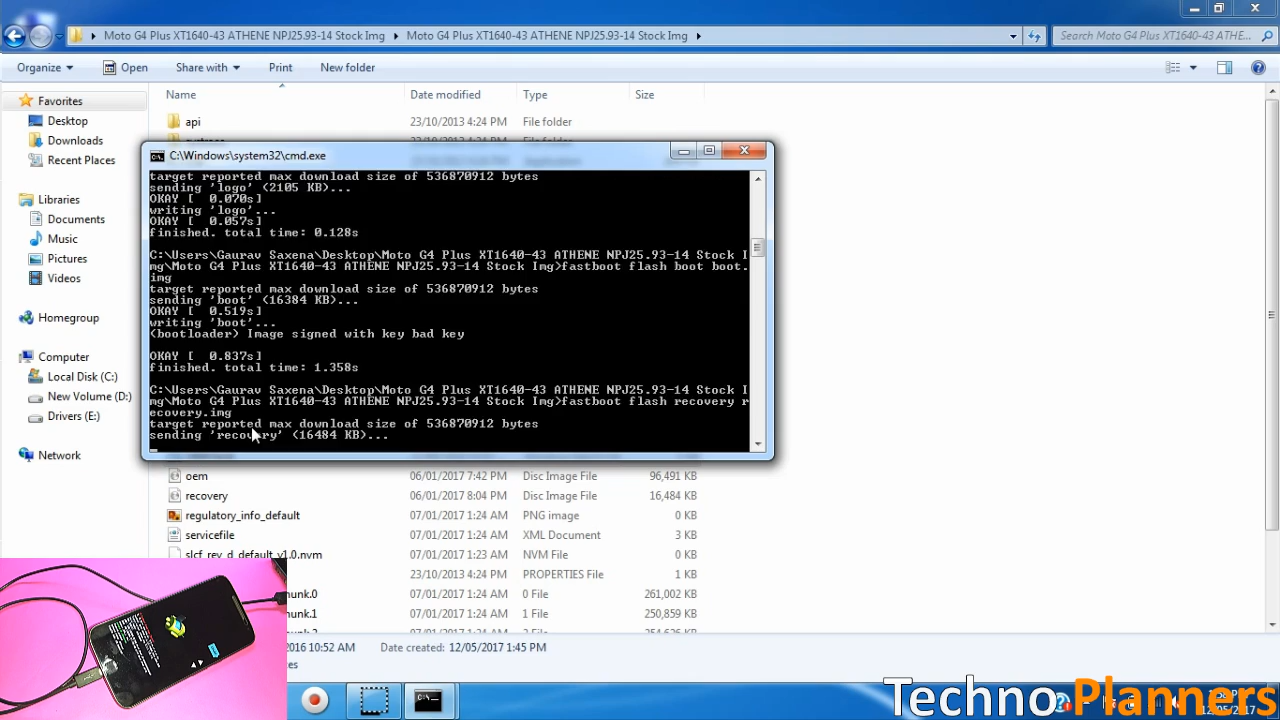 Moto G4 Plus XT1640-43 ATHENE NPJ25.93-14 Stock Img
Moto G4 Plus XT1640-43 ATHENE NPJ25.93-14 Stock Img
Search Moto G4 Plus XT1640-43 ATHE...
Organize
Open
Share with
Print
New folder
Name
Date modified
Type
Size
Favorites
Desktop
Downloads
Recent Places
Libraries
Documents
Music
Pictures
Videos
Homegroup
Computer
Local Disk (C:)
New Volume (D:)
Drivers (E:)
Network
api 23/10/2013 4:24 PM File folder
C:\Windows\system32\cmd.exe
target reported max download size of 536870912 bytes
sending 'logo' (2105 KB)...
OKAY [ 0.070s]
writing 'logo'...
OKAY [ 0.057s]
finished. total time: 0.128s
C:\Users\Gaurav Saxena\Desktop\Moto G4 Plus XT1640-43 ATHENE NPJ25.93-14 Stock I
mg\Moto G4 Plus XT1640-43 ATHENE NPJ25.93-14 Stock Img>fastboot flash boot boot.
img
target reported max download size of 536870912 bytes
sending 'boot' (16384 KB)...
OKAY [ 0.519s]
writing 'boot'...
(bootloader) Image signed with key bad key
OKAY [ 0.837s]
finished. total time: 1.358s
C:\Users\Gaurav Saxena\Desktop\Moto G4 Plus XT1640-43 ATHENE NPJ25.93-14 Stock I
mg\Moto G4 Plus XT1640-43 ATHENE NPJ25.93-14 Stock Img>fastboot flash recovery r
ecovery.img
target reported max download size of 536870912 bytes
sending 'recovery' (16484 KB)...
oem 06/01/2017 7:42 PM Disc Image File 96,491 KB
recovery 06/01/2017 8:04 PM Disc Image File 16,484 KB
regulatory_info_default 07/01/2017 1:24 AM PNG image 0 KB
servicefile 07/01/2017 1:24 AM XML Document 3 KB
slcf_rev_d_default_v1.0.nvm 07/01/2017 1:23 AM NVM File 0 KB
23/10/2013 4:24 PM PROPERTIES File 1 KB
unk.0 07/01/2017 1:24 AM 0 File 261,002 KB
unk.1 07/01/2017 1:24 AM 1 File 250,859 KB
2016 10:52 AM Date created: 12/05/2017 1:45 PM
Techno Planners
12/05/2017